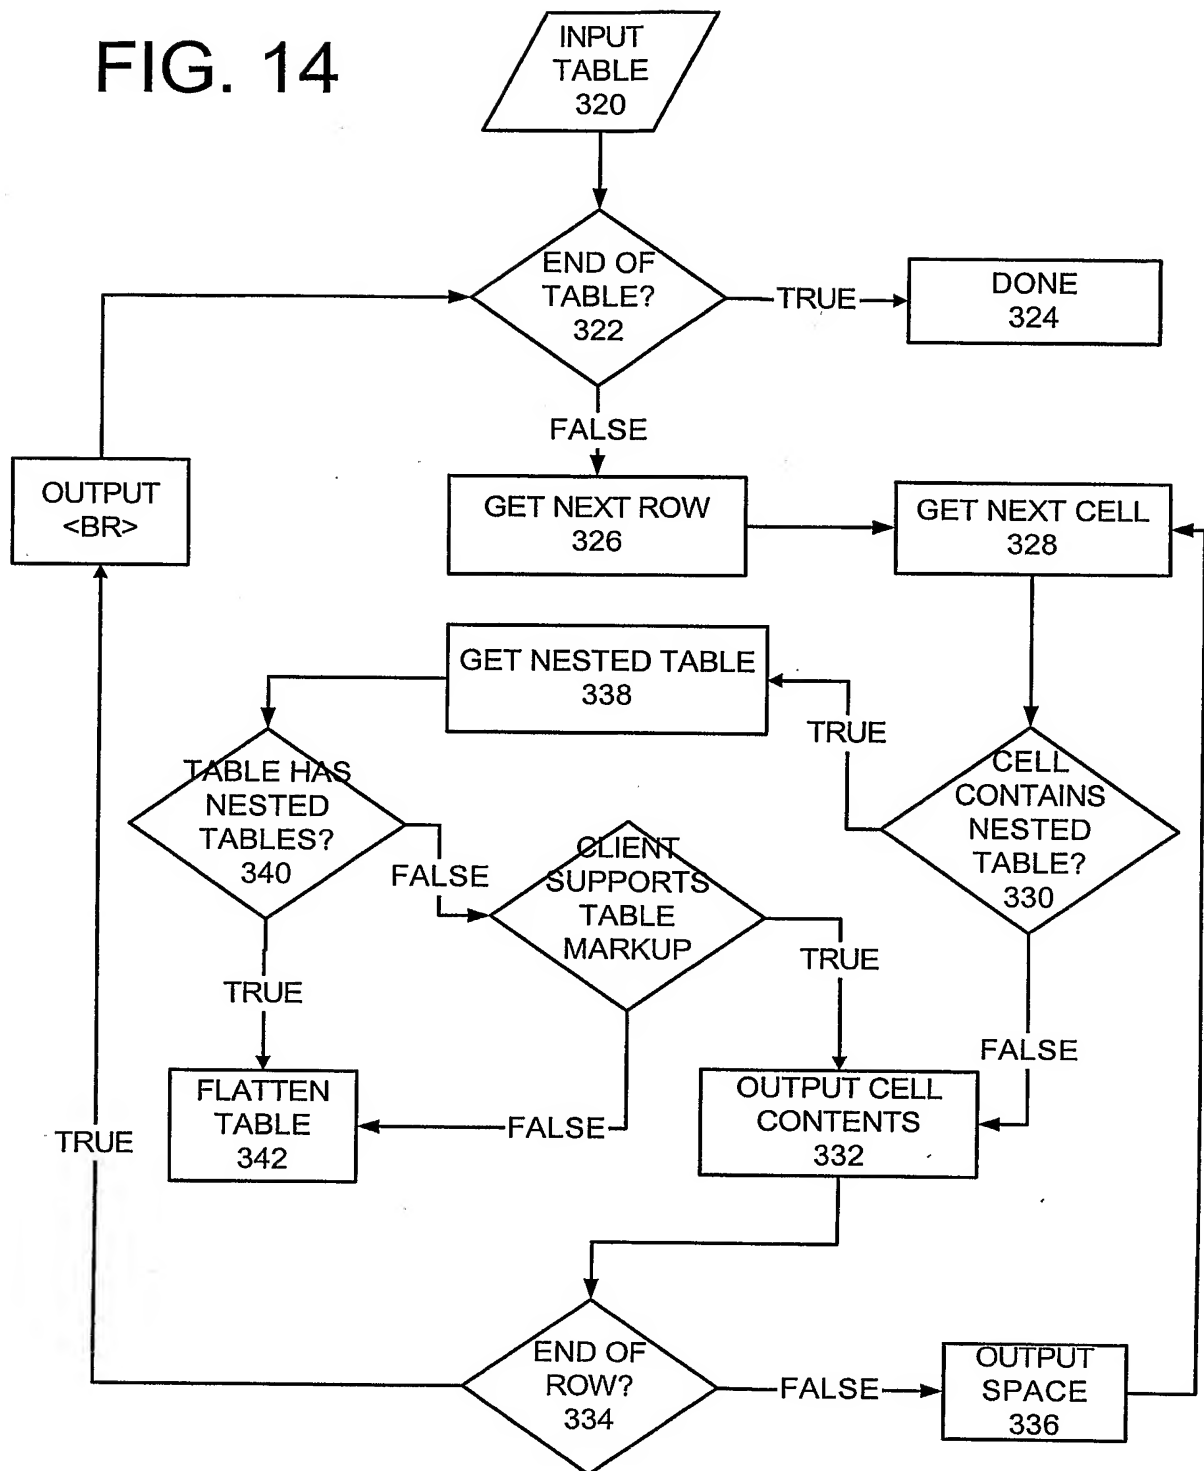 FIG. 14
INPUT
TABLE
320
END OF
TABLE?
322
TRUE
DONE
324
FALSE
OUTPUT
<BR>
GET NEXT ROW
326
GET NEXT CELL
328
GET NESTED TABLE
338
TRUE
TABLE HAS
NESTED
TABLES?
340
FALSE
CLIENT
SUPPORTS
TABLE
MARKUP
CELL
CONTAINS
NESTED
TABLE?
330
TRUE
TRUE
FALSE
FLATTEN
TABLE
342
FALSE
OUTPUT CELL
CONTENTS
332
TRUE
END OF
ROW?
334
FALSE
OUTPUT
SPACE
336